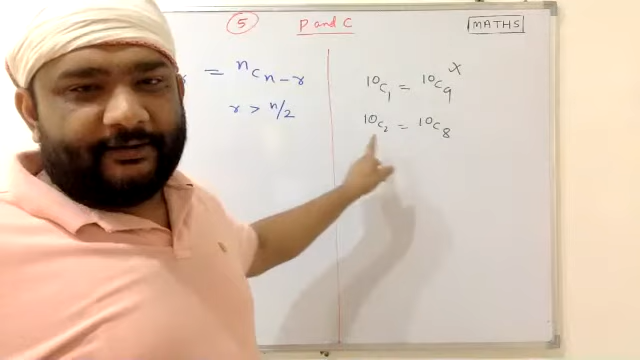 5 P and C MATHS
= ⁿCₙ₋ᵣ
r > n/2
¹⁰C₁ = ¹⁰C₉ x
¹⁰C₂ = ¹⁰C₈